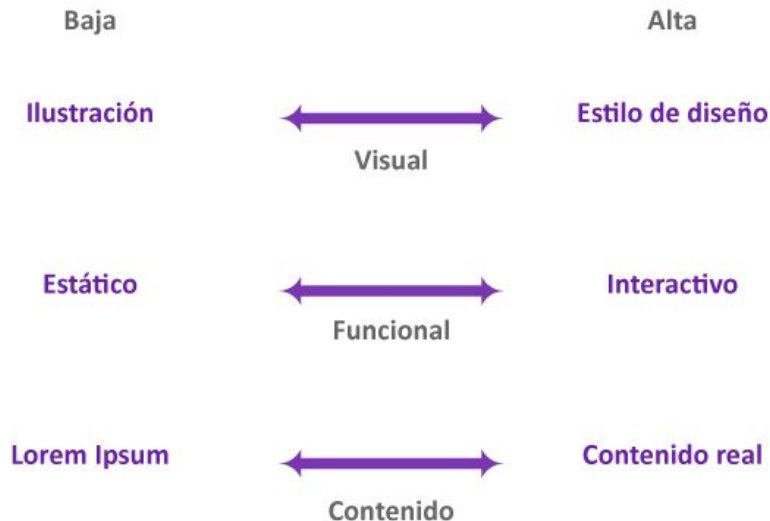 Baja Alta
Ilustración Estilo de diseño
Visual
Estático Interactivo
Funcional
Lorem Ipsum Contenido real
Contenido